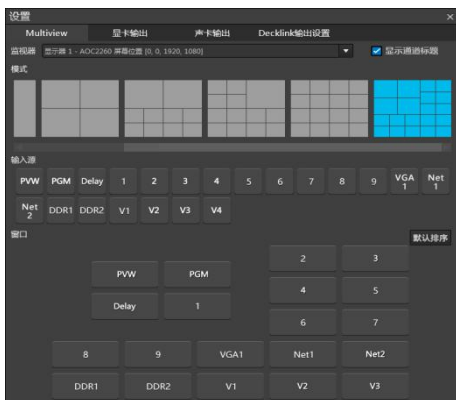 设置 ×
Multiview 显卡输出 声卡输出 Decklink输出设置
监视器 显示器 1 - AOC2260 屏幕位置 [0, 0, 1920, 1080] 显示通道标题
模式
输入源
PVW PGM Delay 1 2 3 4 5 6 7 8 9 VGA 1 Net 1
Net 2 DDR1 DDR2 V1 V2 V3 V4
窗口 默认排序
2 3
PVW PGM
4 5
Delay 1
6 7
8 9 VGA1 Net1 Net2
DDR1 DDR2 V1 V2 V3